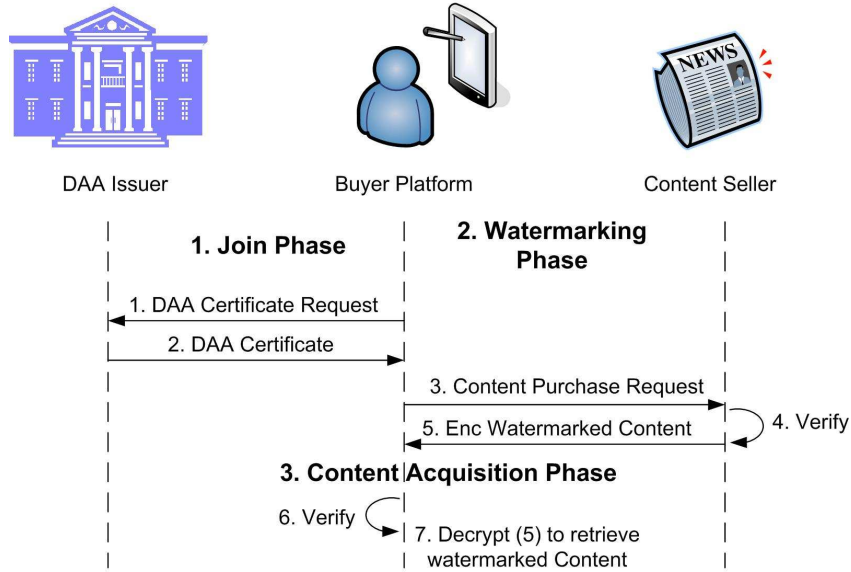 NEWS
DAA Issuer
Buyer Platform
Content Seller
1. Join Phase
2. Watermarking
Phase
1. DAA Certificate Request
2. DAA Certificate
3. Content Purchase Request
4. Verify
5. Enc Watermarked Content
3. Content Acquisition Phase
6. Verify
7. Decrypt (5) to retrieve
watermarked Content